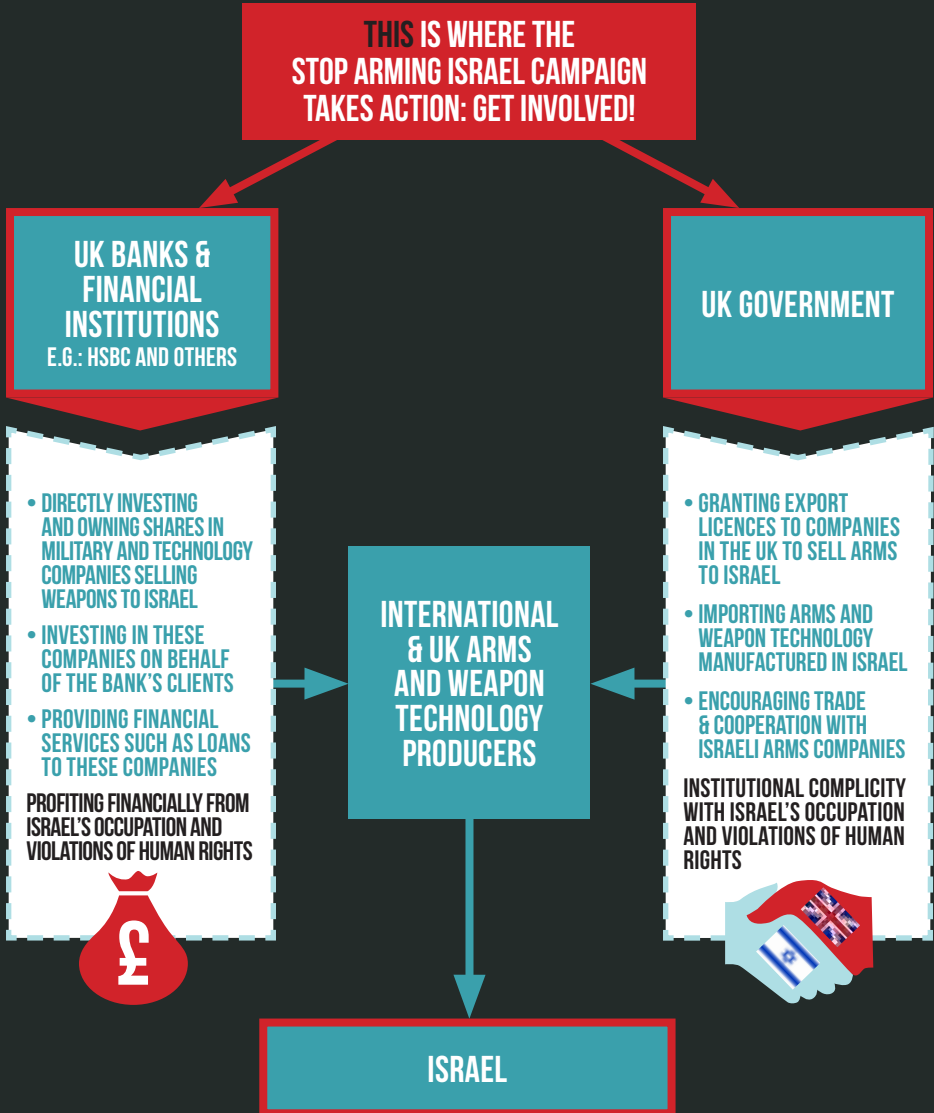 THIS IS WHERE THE
STOP ARMING ISRAEL CAMPAIGN
TAKES ACTION: GET INVOLVED!
UK BANKS &
FINANCIAL
INSTITUTIONS
E.G.: HSBC AND OTHERS
• DIRECTLY INVESTING
AND OWNING SHARES IN
MILITARY AND TECHNOLOGY
COMPANIES SELLING
WEAPONS TO ISRAEL
• INVESTING IN THESE
COMPANIES ON BEHALF
OF THE BANK'S CLIENTS
• PROVIDING FINANCIAL
SERVICES SUCH AS LOANS
TO THESE COMPANIES
PROFITING FINANCIALLY FROM
ISRAEL'S OCCUPATION AND
VIOLATIONS OF HUMAN RIGHTS
£
INTERNATIONAL
& UK ARMS
AND WEAPON
TECHNOLOGY
PRODUCERS
UK GOVERNMENT
• GRANTING EXPORT
LICENCES TO COMPANIES
IN THE UK TO SELL ARMS
TO ISRAEL
• IMPORTING ARMS AND
WEAPON TECHNOLOGY
MANUFACTURED IN ISRAEL
• ENCOURAGING TRADE
& COOPERATION WITH
ISRAELI ARMS COMPANIES
INSTITUTIONAL COMPLICITY
WITH ISRAEL'S OCCUPATION
AND VIOLATIONS OF HUMAN
RIGHTS
ISRAEL